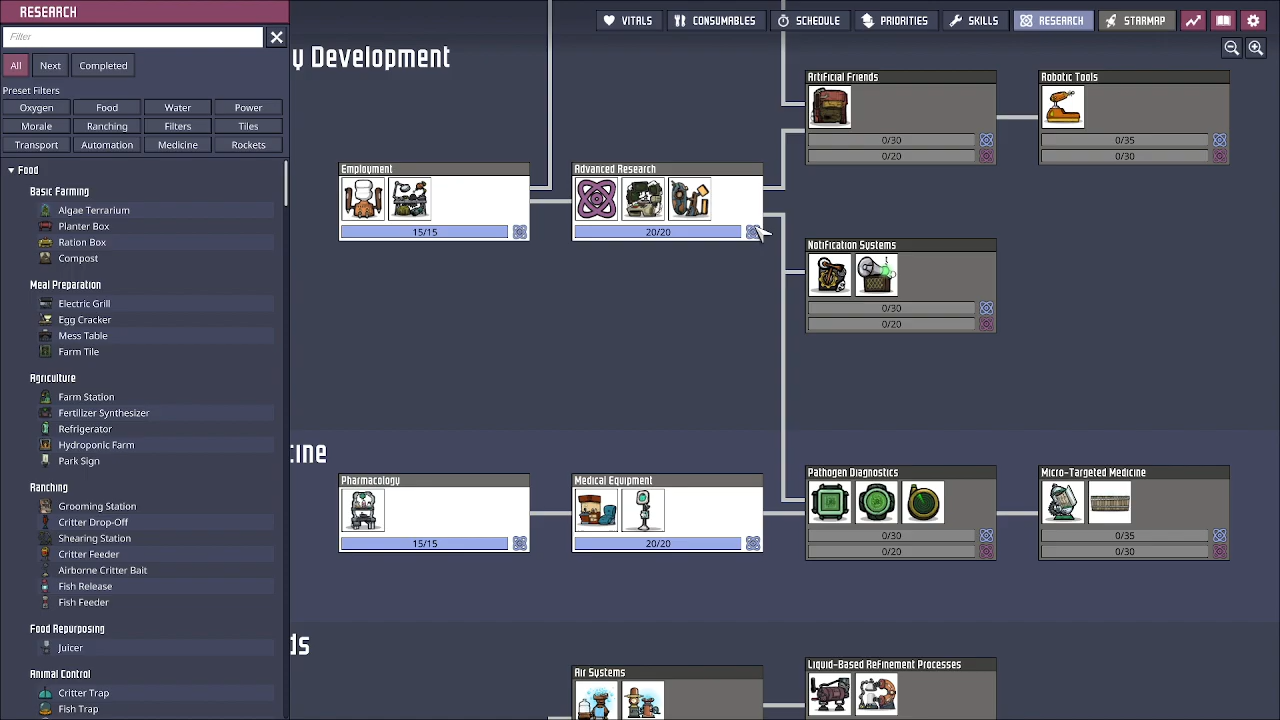 RESEARCH
Filter
All Next Completed
Preset Filters
Oxygen Food Water Power
Morale Ranching Filters Tiles
Transport Automation Medicine Rockets
Food
Basic Farming
Algae Terrarium
Planter Box
Ration Box
Compost
Meal Preparation
Electric Grill
Egg Cracker
Mess Table
Farm Tile
Agriculture
Farm Station
Fertilizer Synthesizer
Refrigerator
Hydroponic Farm
Park Sign
Ranching
Grooming Station
Critter Drop-Off
Shearing Station
Critter Feeder
Airborne Critter Bait
Fish Release
Fish Feeder
Food Repurposing
Juicer
Animal Control
Critter Trap
Fish Trap
VITALS CONSUMABLES SCHEDULE PRIORITIES SKILLS RESEARCH STARMAP
y Development
Artificial Friends
0/30
0/20
Robotic Tools
0/35
0/30
Employment
15/15
Advanced Research
20/20
Notification Systems
0/30
0/20
cine
Pharmacology
15/15
Medical Equipment
20/20
Pathogen Diagnostics
0/30
0/20
Micro-Targeted Medicine
0/35
0/30
ds
Air Systems
Liquid-Based Refinement Processes